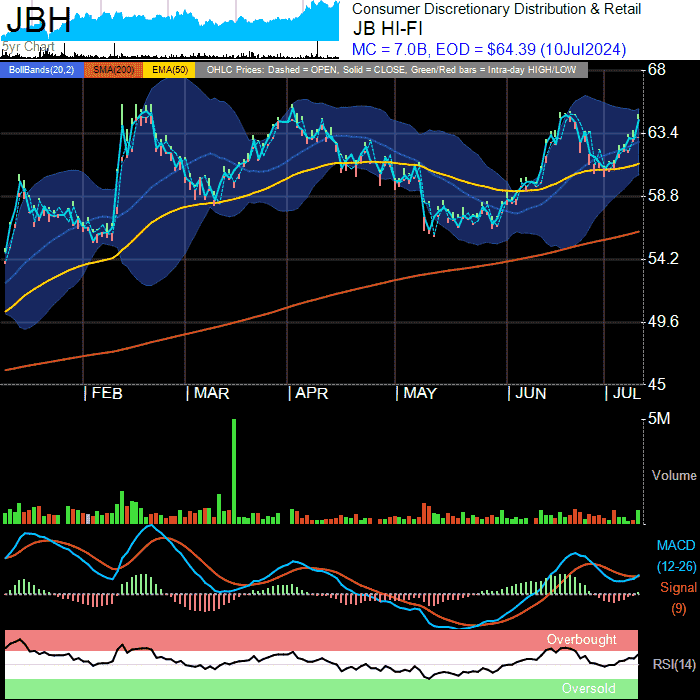 JBH
5yr Chart
Consumer Discretionary Distribution & Retail
JB HI-FI
MC = 7.0B, EOD = $64.39 (10Jul2024)
BollBands(20,2) SMA(200) EMA(50) OHLC Prices: Dashed = OPEN, Solid = CLOSE, Green/Red bars = Intra-day HIGH/LOW
68
63.4
58.8
54.2
49.6
45
FEB MAR APR MAY JUN JUL
5M
Volume
MACD
(12-26)
Signal
(9)
Overbought
RSI(14)
Oversold